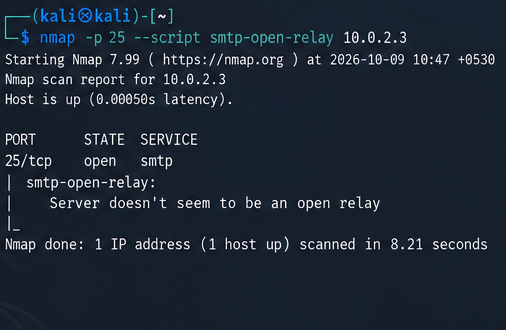 ┌──(kali㉿kali)-[~]
└─$ nmap -p 25 --script smtp-open-relay 10.0.2.3
Starting Nmap 7.99 ( https://nmap.org ) at 2026-10-09 10:47 +0530
Nmap scan report for 10.0.2.3
Host is up (0.00050s latency).

PORT      STATE  SERVICE
25/tcp    open   smtp
|  smtp-open-relay:
|    Server doesn't seem to be an open relay
|_
Nmap done: 1 IP address (1 host up) scanned in 8.21 seconds